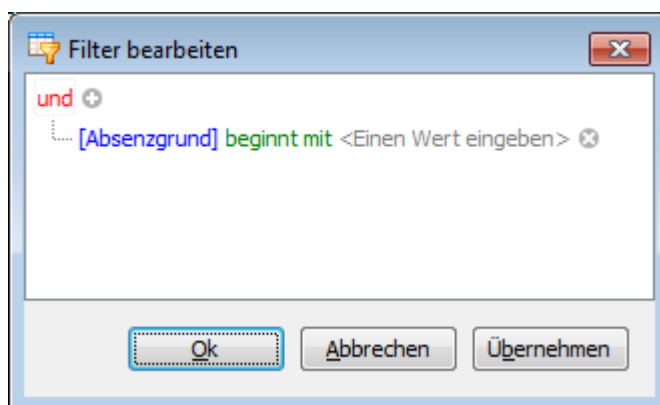 Filter bearbeiten
und
[Absenzgrund] beginnt mit <Einen Wert eingeben>
Ok Abbrechen Übernehmen